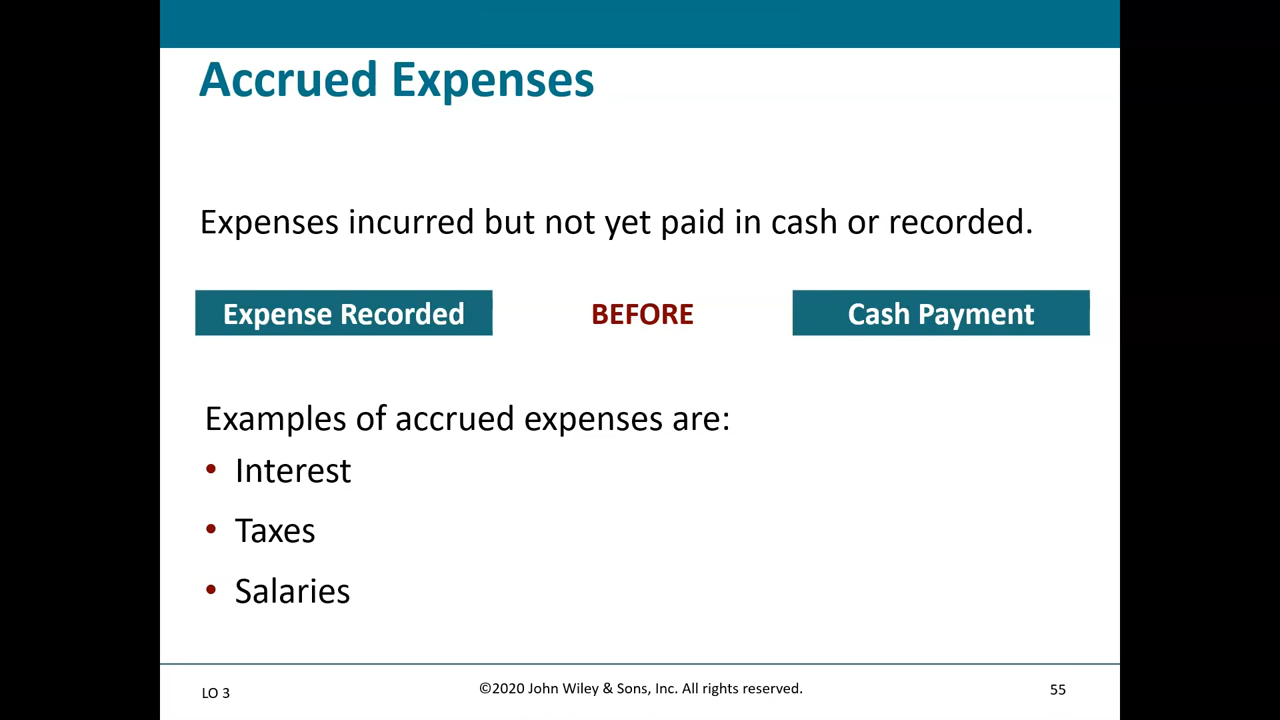 Accrued Expenses
Expenses incurred but not yet paid in cash or recorded.
Expense Recorded BEFORE Cash Payment
Examples of accrued expenses are:
• Interest
• Taxes
• Salaries
LO 3 ©2020 John Wiley & Sons, Inc. All rights reserved. 55